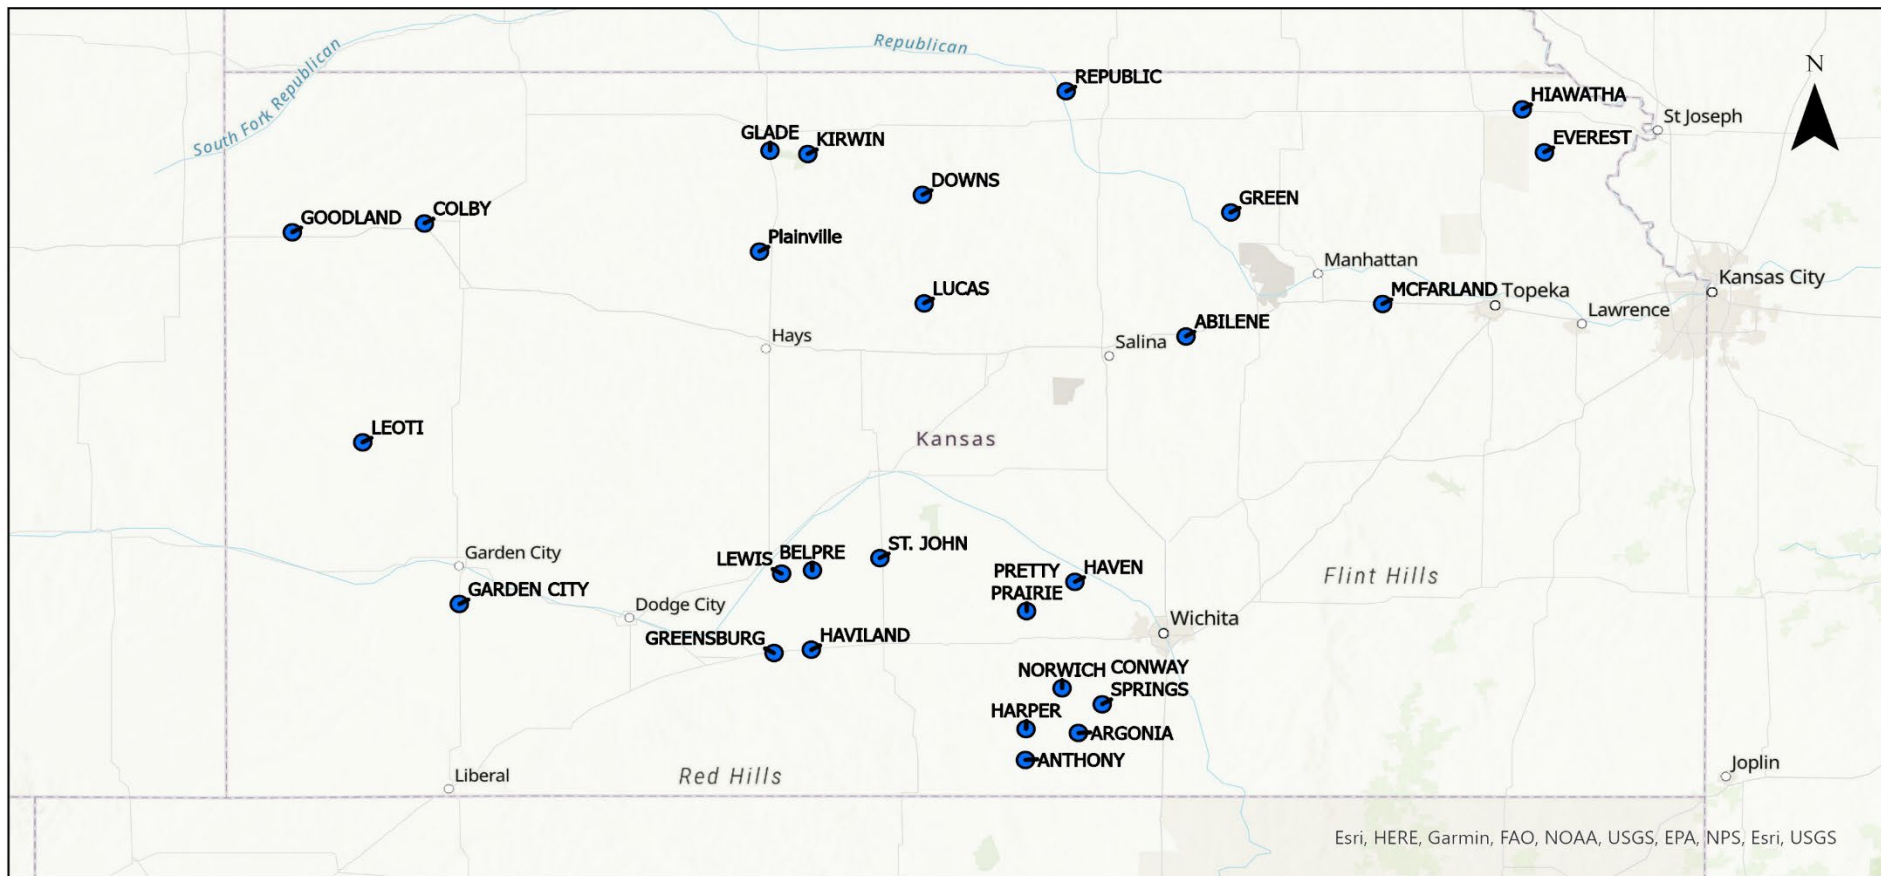 Republican
South Fork Republican
N
REPUBLIC
HIAWATHA
St Joseph
GLADE
KIRWIN
EVEREST
DOWNS
GREEN
GOODLAND
COLBY
Plainville
Manhattan
Kansas City
LUCAS
MCFARLAND
Topeka
Lawrence
ABILENE
Hays
Salina
LEOTI
Kansas
Garden City
LEWIS
BELPRE
ST. JOHN
PRETTY
PRAIRIE
HAVEN
Flint Hills
GARDEN CITY
Dodge City
Wichita
GREENSBURG
HAVILAND
NORWICH
CONWAY
SPRINGS
HARPER
ARGONIA
ANTHONY
Liberal
Red Hills
Joplin
Esri, HERE, Garmin, FAO, NOAA, USGS, EPA, NPS, Esri, USGS